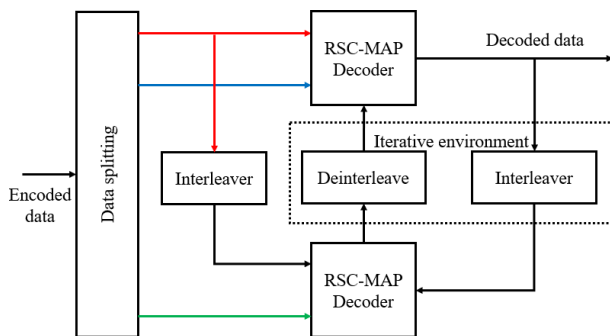 RSC-MAP
Decoder
Decoded data
Iterative environment
Data splitting
Encoded
data
Interleaver
Deinterleave
Interleaver
RSC-MAP
Decoder